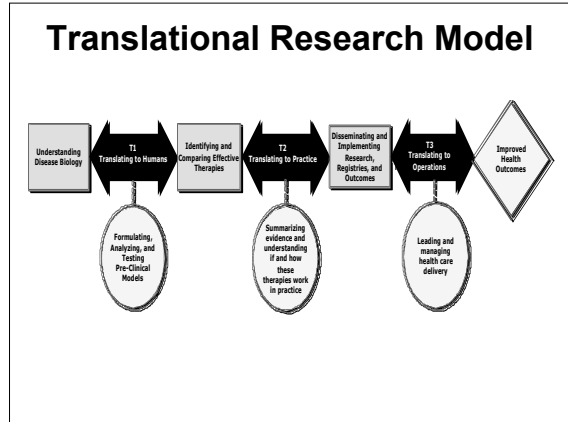 Translational Research Model
Understanding
Disease Biology
T1
Translating to Humans
Identifying and
Comparing Effective
Therapies
T2
Translating to Practice
Disseminating and
Implementing
Research,
Registries, and
Outcomes
T3
Translating to
Operations
Improved
Health
Outcomes
Formulating,
Analyzing, and
Testing
Pre-Clinical
Models
Summarizing
evidence and
understanding
if and how
these
therapies work
in practice
Leading and
managing
health care
delivery